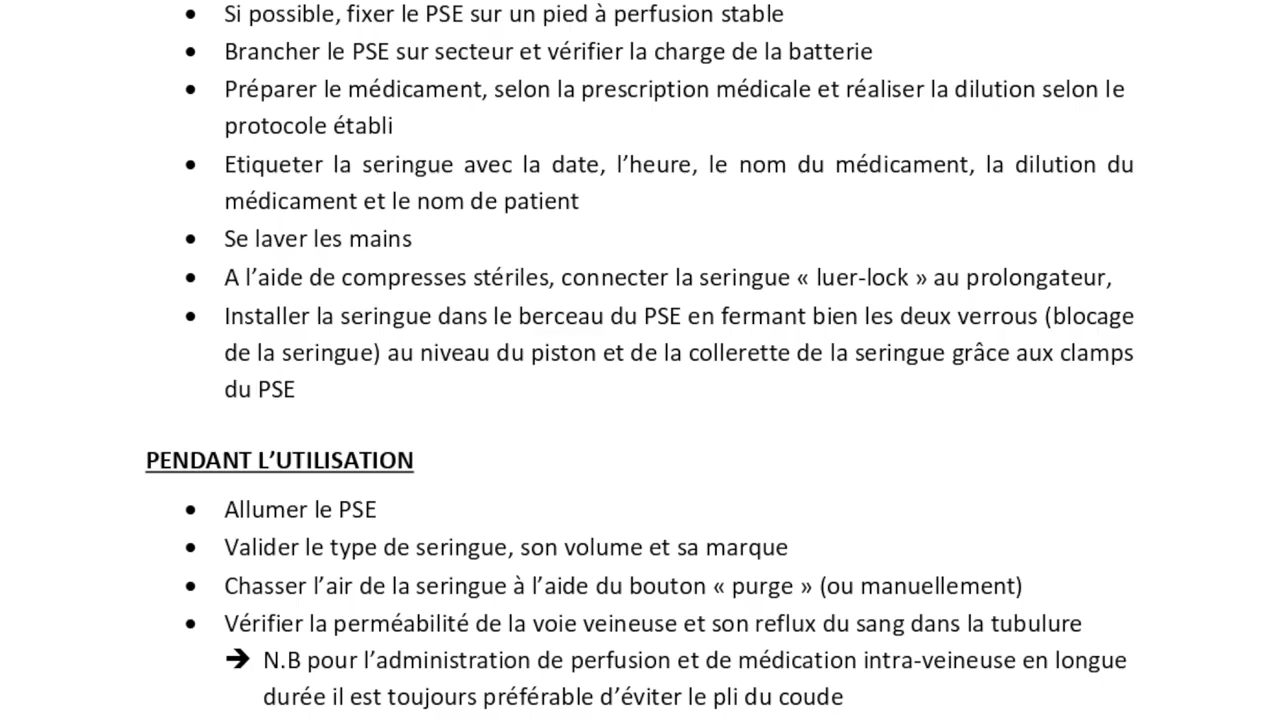 • Si possible, fixer le PSE sur un pied à perfusion stable
• Brancher le PSE sur secteur et vérifier la charge de la batterie
• Préparer le médicament, selon la prescription médicale et réaliser la dilution selon le
protocole établi
• Etiqueter la seringue avec la date, l’heure, le nom du médicament, la dilution du
médicament et le nom de patient
• Se laver les mains
• A l’aide de compresses stériles, connecter la seringue « luer-lock » au prolongateur,
• Installer la seringue dans le berceau du PSE en fermant bien les deux verrous (blocage
de la seringue) au niveau du piston et de la collerette de la seringue grâce aux clamps
du PSE
PENDANT L’UTILISATION
• Allumer le PSE
• Valider le type de seringue, son volume et sa marque
• Chasser l’air de la seringue à l’aide du bouton « purge » (ou manuellement)
• Vérifier la perméabilité de la voie veineuse et son reflux du sang dans la tubulure
➔ N.B pour l’administration de perfusion et de médication intra-veineuse en longue
durée il est toujours préférable d’éviter le pli du coude